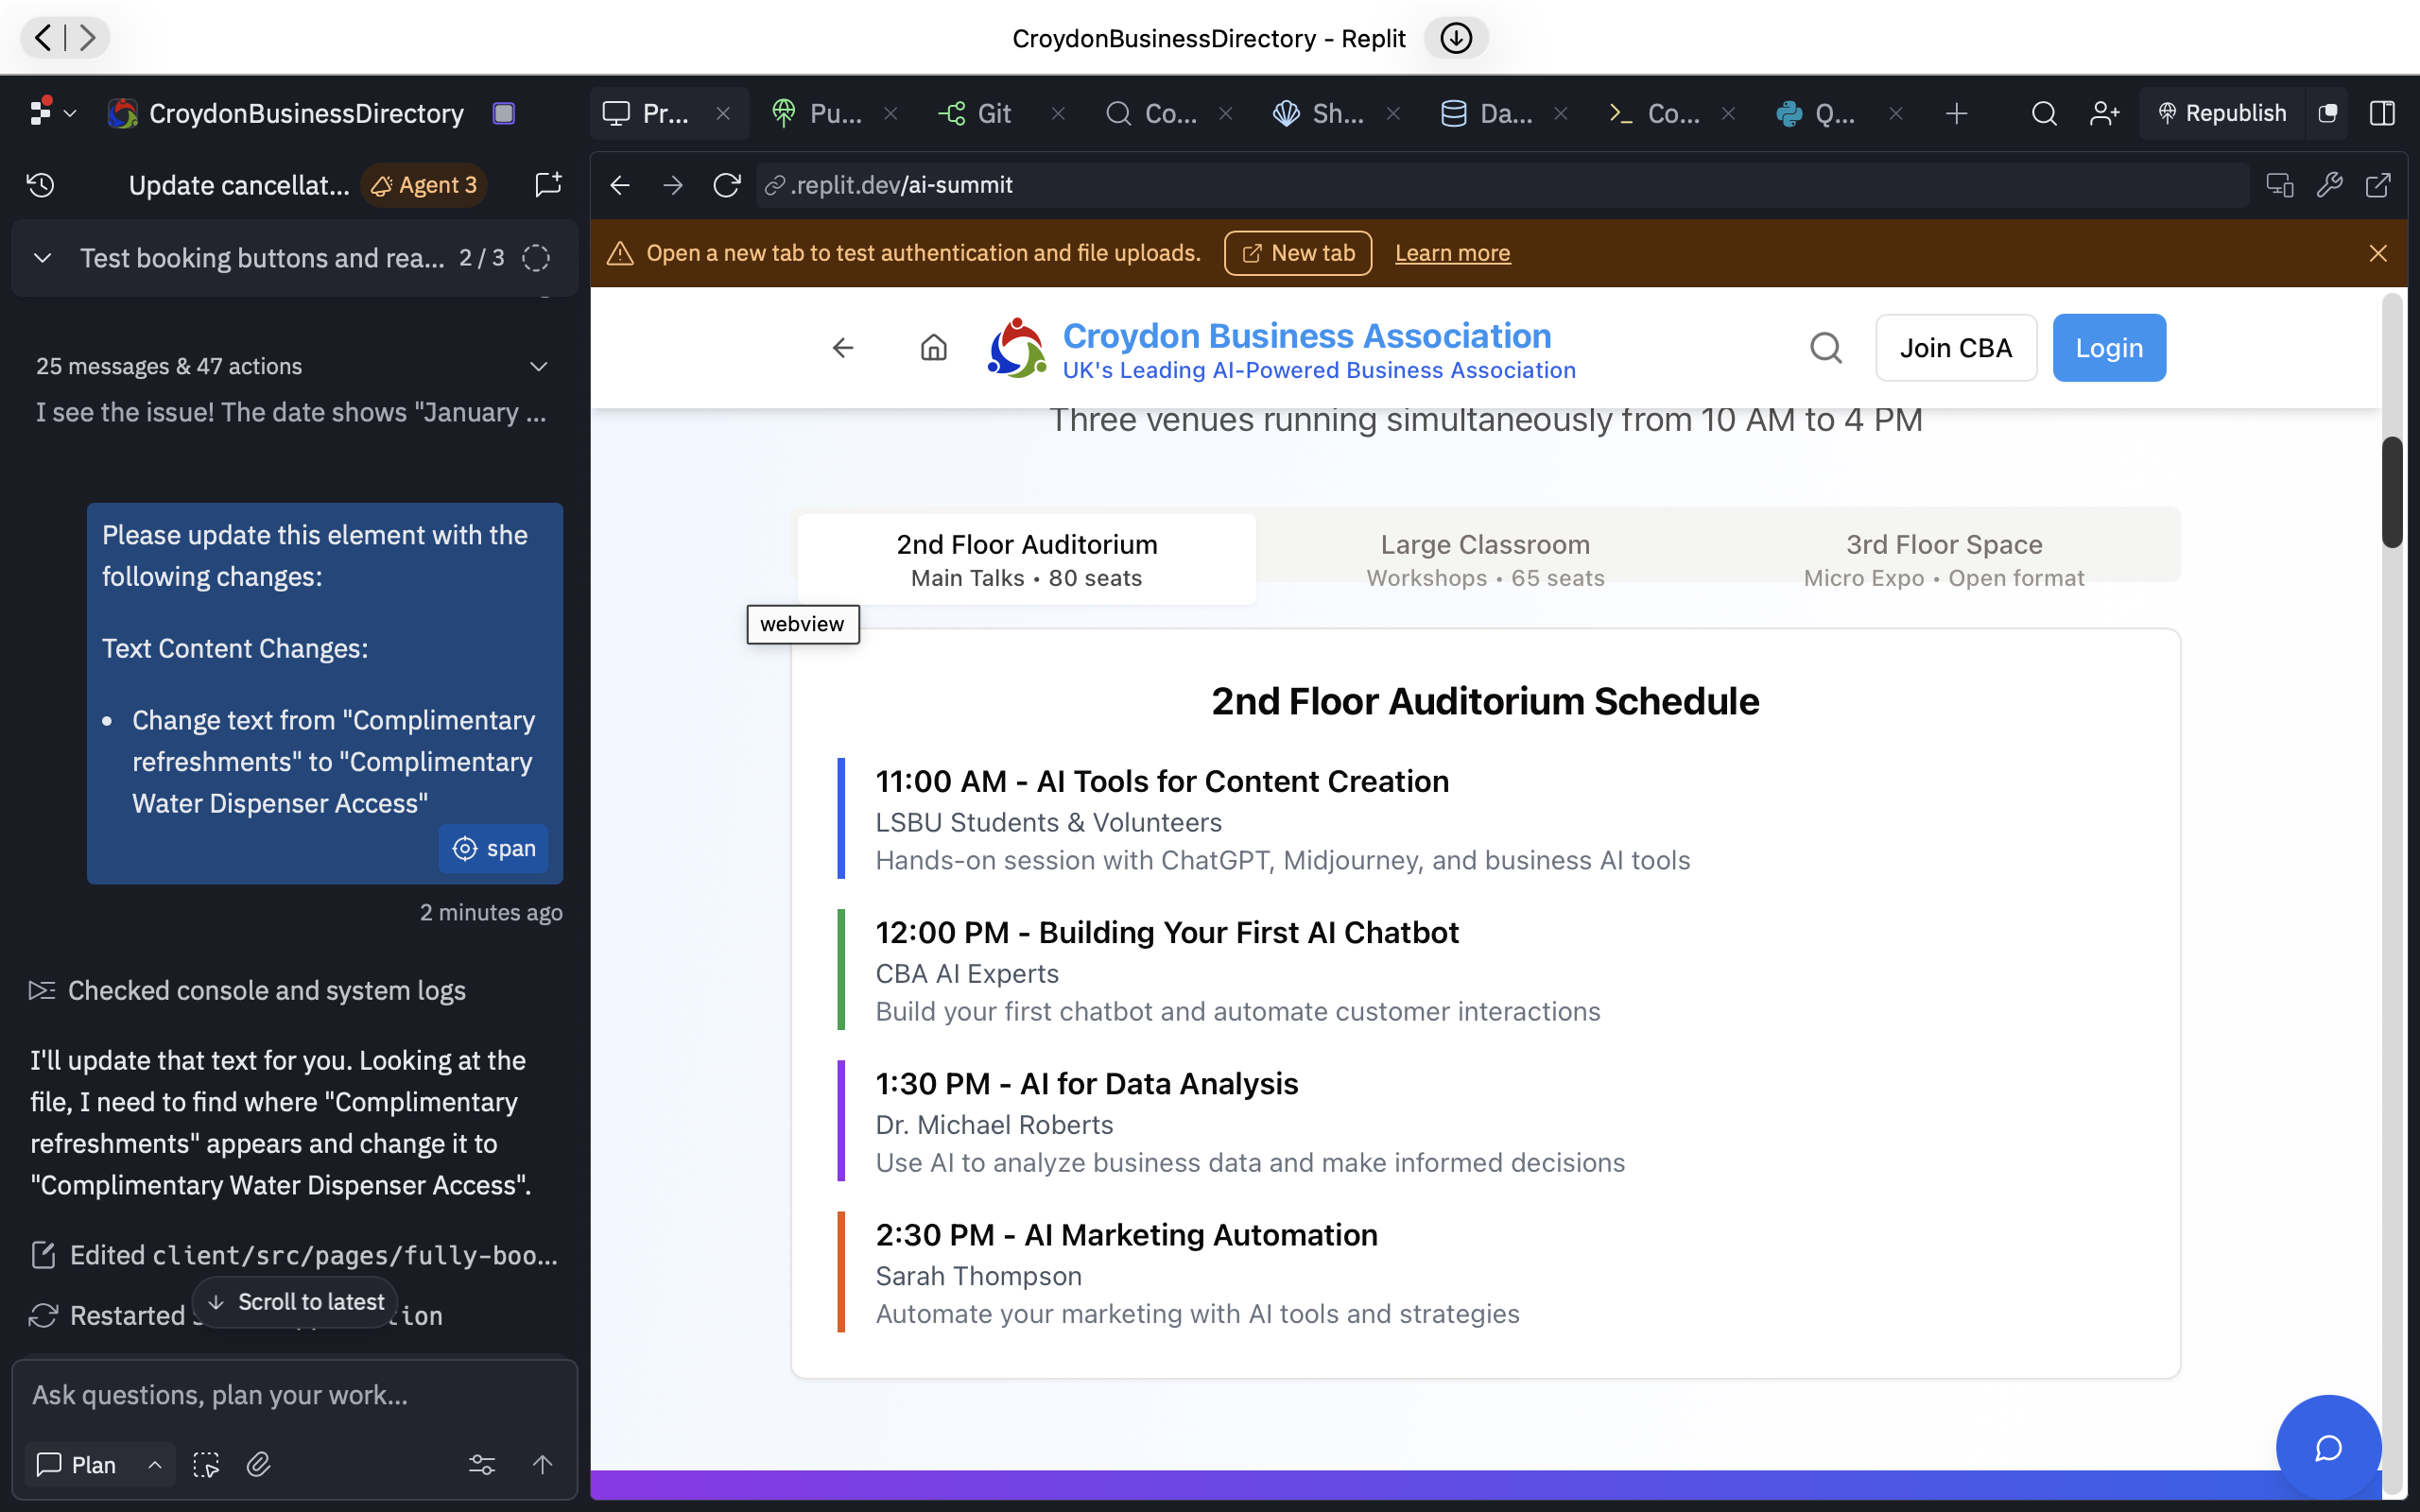 CroydonBusinessDirectory - Replit
CroydonBusinessDirectory
Pr...
Pu...
Git
Co...
Sh...
Da...
Co...
Q...
Republish
Update cancellat...
Agent 3
.replit.dev/ai-summit
Test booking buttons and rea...
2 / 3
Open a new tab to test authentication and file uploads.
New tab
Learn more
25 messages & 47 actions
I see the issue! The date shows "January ...
Please update this element with the
following changes:
Text Content Changes:
• Change text from "Complimentary
refreshments" to "Complimentary
Water Dispenser Access"
span
2 minutes ago
Checked console and system logs
I'll update that text for you. Looking at the
file, I need to find where "Complimentary
refreshments" appears and change it to
"Complimentary Water Dispenser Access".
Edited client/src/pages/fully-boo...
Restarted
Scroll to latest
Ask questions, plan your work...
Plan
Croydon Business Association
UK's Leading AI-Powered Business Association
Join CBA
Login
Three venues running simultaneously from 10 AM to 4 PM
2nd Floor Auditorium
Main Talks • 80 seats
Large Classroom
Workshops • 65 seats
3rd Floor Space
Micro Expo • Open format
webview
2nd Floor Auditorium Schedule
11:00 AM - AI Tools for Content Creation
LSBU Students & Volunteers
Hands-on session with ChatGPT, Midjourney, and business AI tools
12:00 PM - Building Your First AI Chatbot
CBA AI Experts
Build your first chatbot and automate customer interactions
1:30 PM - AI for Data Analysis
Dr. Michael Roberts
Use AI to analyze business data and make informed decisions
2:30 PM - AI Marketing Automation
Sarah Thompson
Automate your marketing with AI tools and strategies